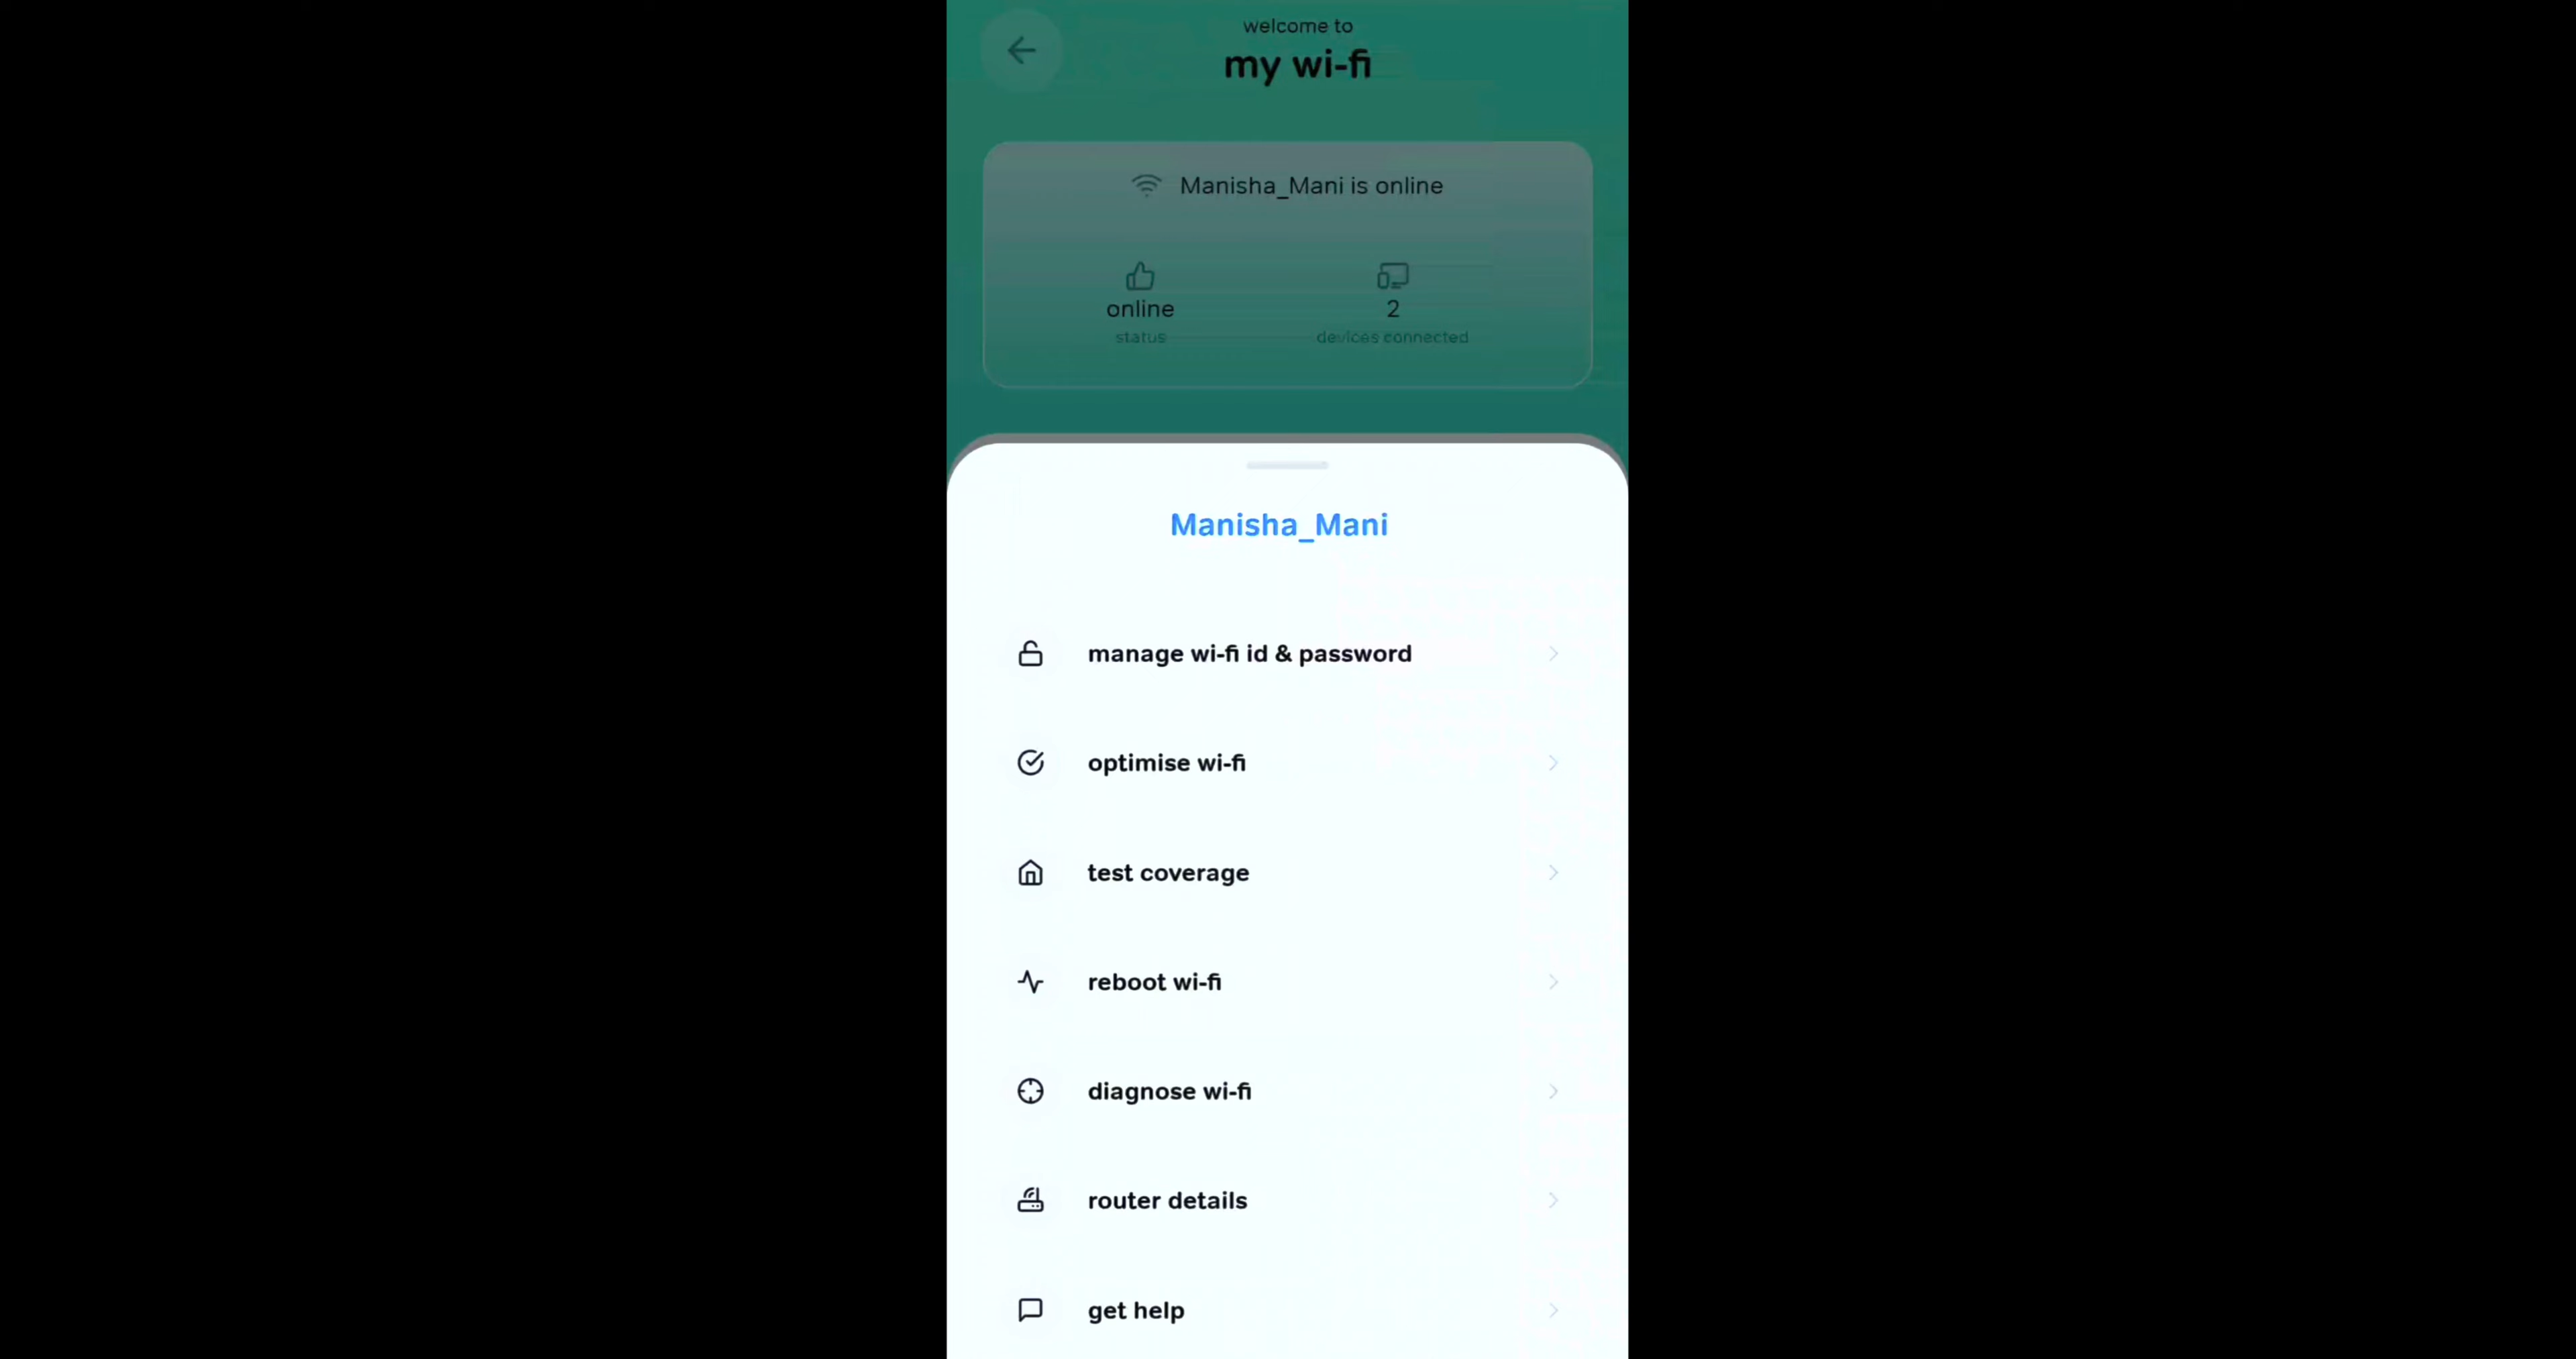 welcome to
my wi-fi
Manisha_Mani is online
online
2
status
devices connected
Manisha_Mani
manage wi-fi id & password
optimise wi-fi
test coverage
reboot wi-fi
diagnose wi-fi
router details
get help